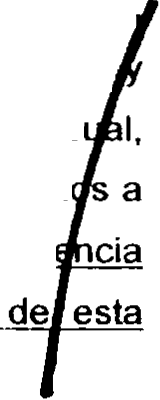 y
ual,
os a
encia
de esta